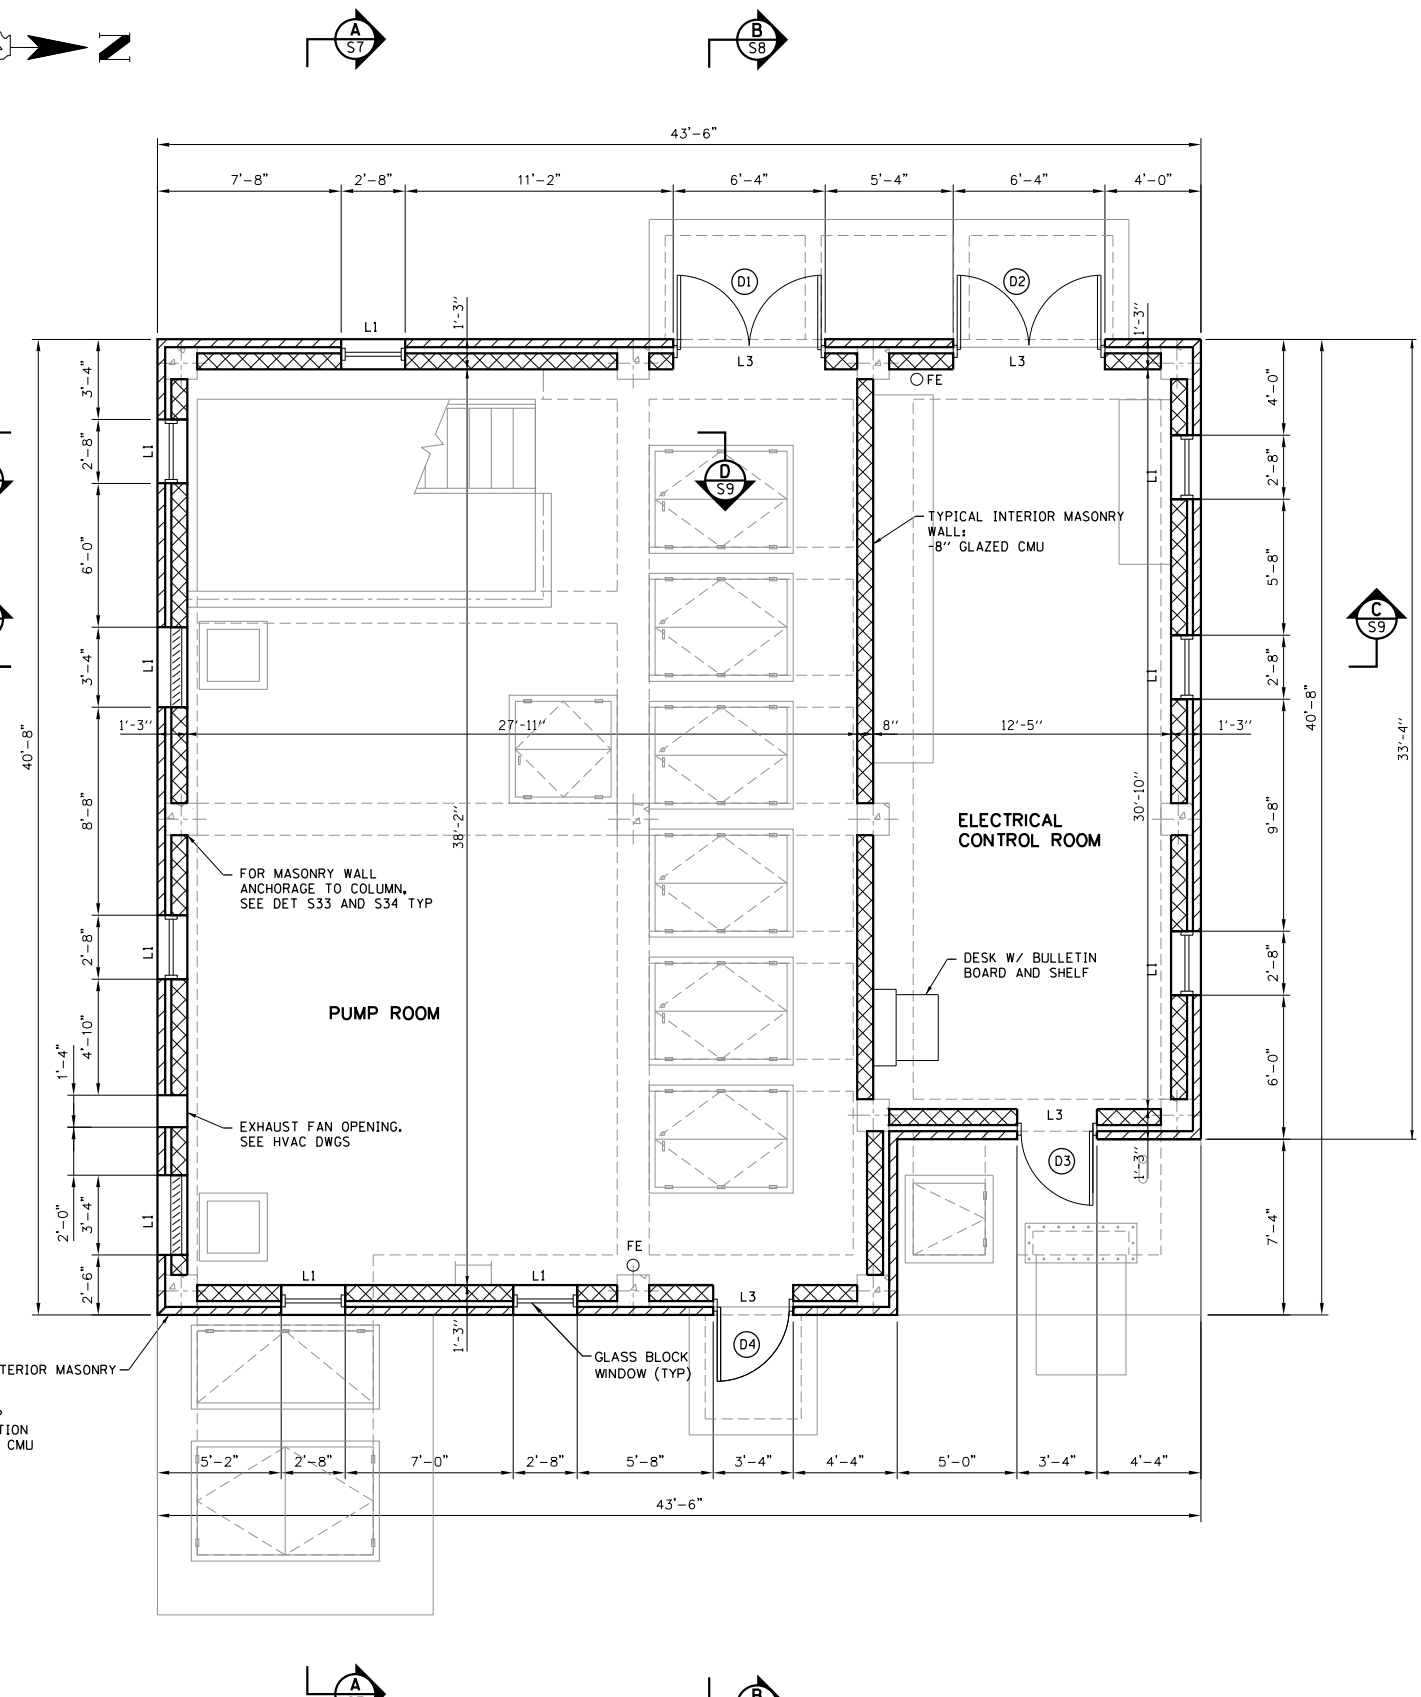 N
A
S7
B
S8
43'-6"
7'-8"
2'-8"
11'-2"
6'-4"
5'-4"
6'-4"
4'-0"
D1
D2
L1
1'-3"
L3
L3
1'-3"
FE
3'-4"
2'-8"
6'-0"
3'-4"
8'-8"
2'-8"
4'-10"
1'-4"
2'-0"
3'-4"
2'-6"
40'-8"
L1
L1
L1
L1
D
S9
TYPICAL INTERIOR MASONRY
WALL:
-8" GLAZED CMU
L1
L1
L1
4'-0"
2'-8"
5'-8"
2'-8"
9'-8"
2'-8"
6'-0"
7'-4"
40'-8"
33'-4"
C
S9
1'-3"
27'-11"
8"
12'-5"
1'-3"
38'-2"
30'-10"
ELECTRICAL
CONTROL ROOM
FOR MASONRY WALL
ANCHORAGE TO COLUMN,
SEE DET S33 AND S34 TYP
DESK W/ BULLETIN
BOARD AND SHELF
PUMP ROOM
EXHAUST FAN OPENING.
SEE HVAC DWGS
L3
D3
1'-3"
FE
L1
L1
L3
1'-3"
D4
GLASS BLOCK
WINDOW (TYP)
TERIOR MASONRY
TION
CMU
5'-2"
2'-8"
7'-0"
2'-8"
5'-8"
3'-4"
4'-4"
5'-0"
3'-4"
4'-4"
43'-6"
A
B